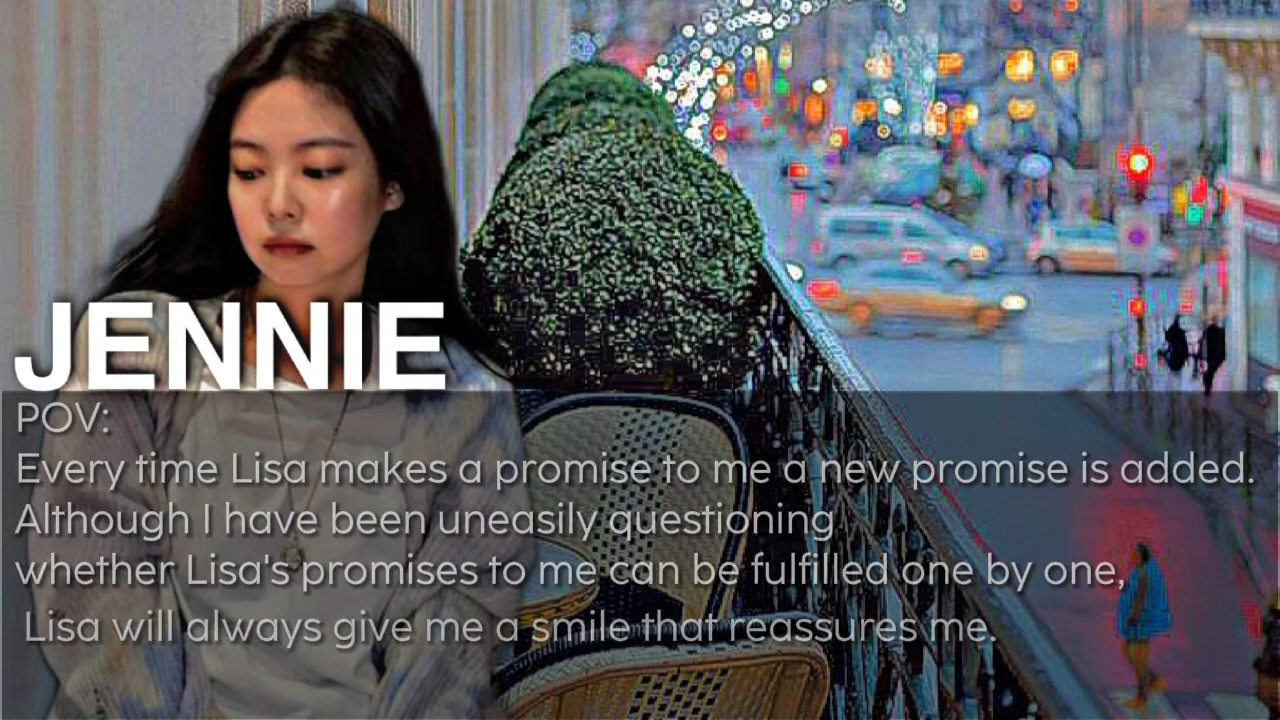 JENNIE
POV:
Every time Lisa makes a promise to me a new promise is added.
Although I have been uneasily questioning
whether Lisa's promises to me can be fulfilled one by one,
Lisa will always give me a smile that reassures me.